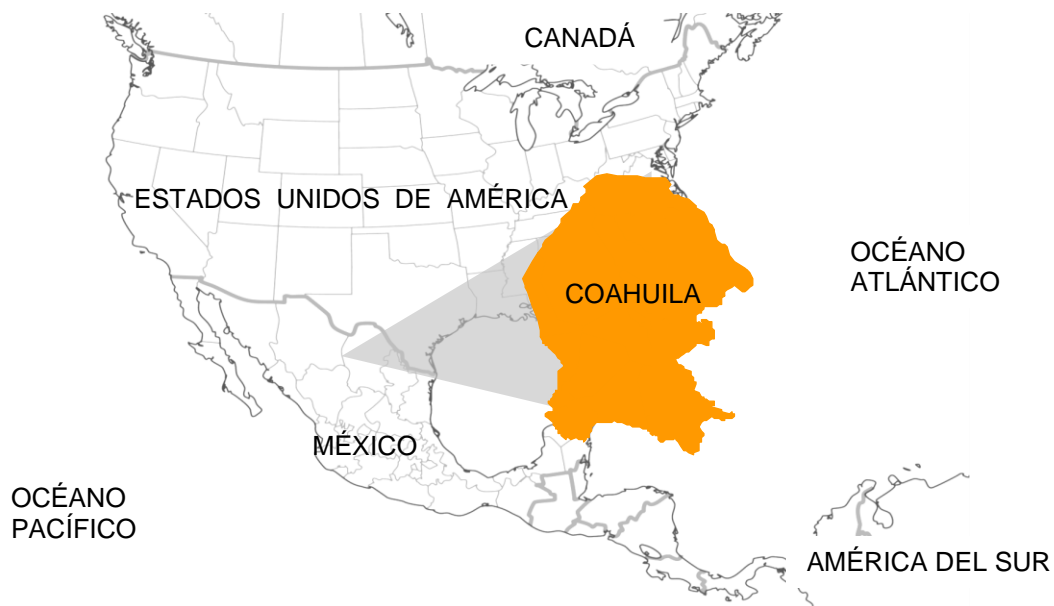 CANADÁ
ESTADOS UNIDOS DE AMÉRICA
OCÉANO
ATLÁNTICO
COAHUILA
MÉXICO
OCÉANO
PACÍFICO
AMÉRICA DEL SUR